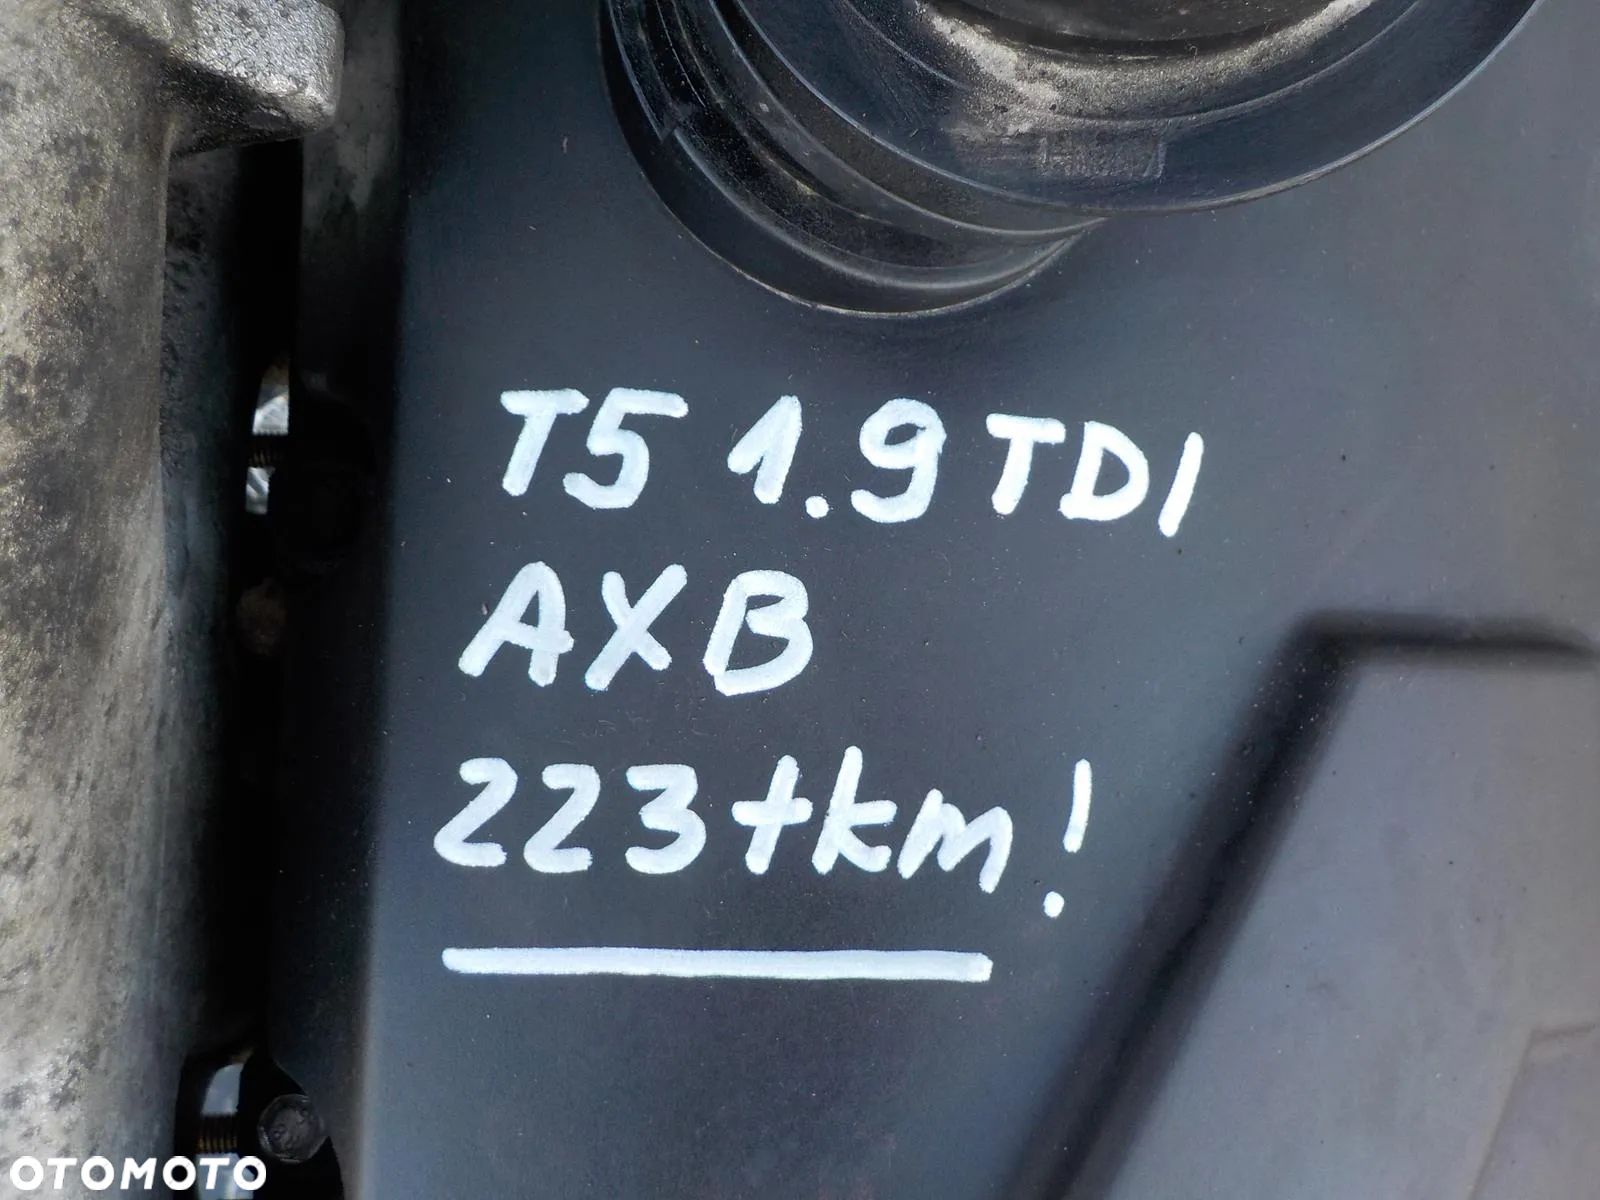 T5 1.9 TDI
AXB
223tkm!
OTOMOTO